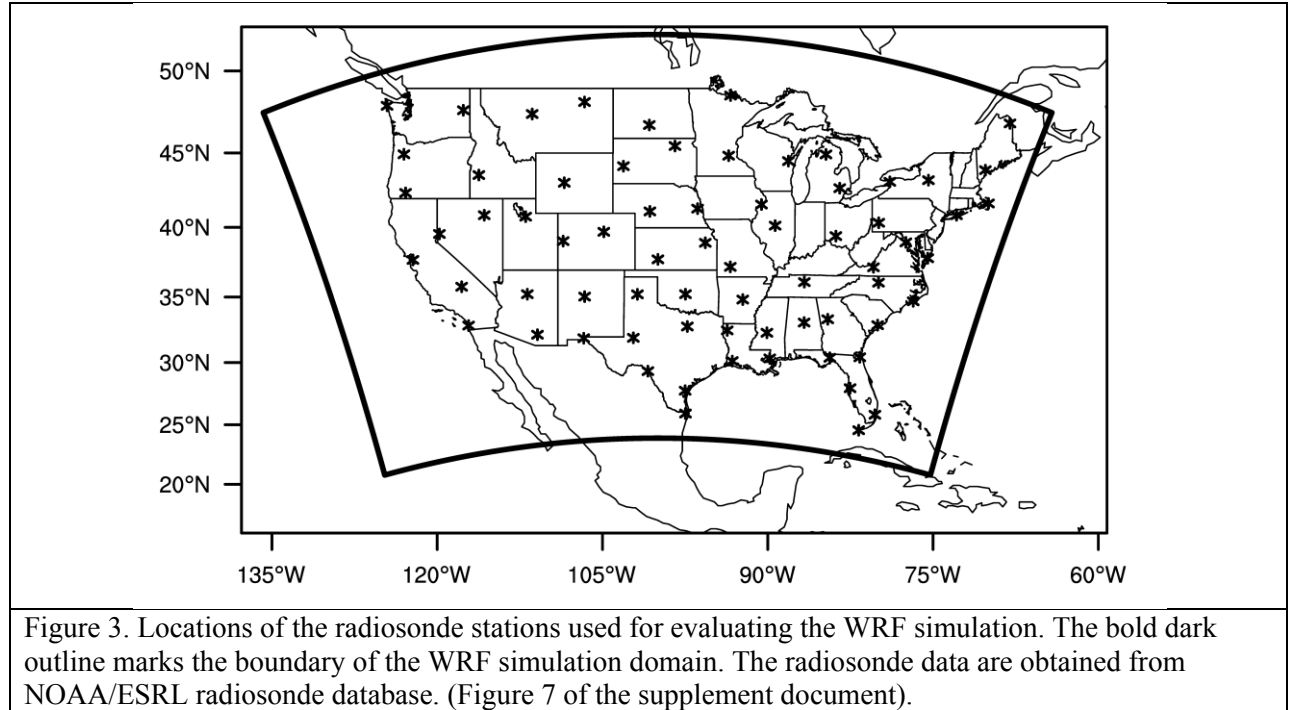 50°N
45°N
40°N
35°N
30°N
25°N
20°N
135°W 120°W 105°W 90°W 75°W 60°W
Figure 3. Locations of the radiosonde stations used for evaluating the WRF simulation. The bold dark
outline marks the boundary of the WRF simulation domain. The radiosonde data are obtained from
NOAA/ESRL radiosonde database. (Figure 7 of the supplement document).